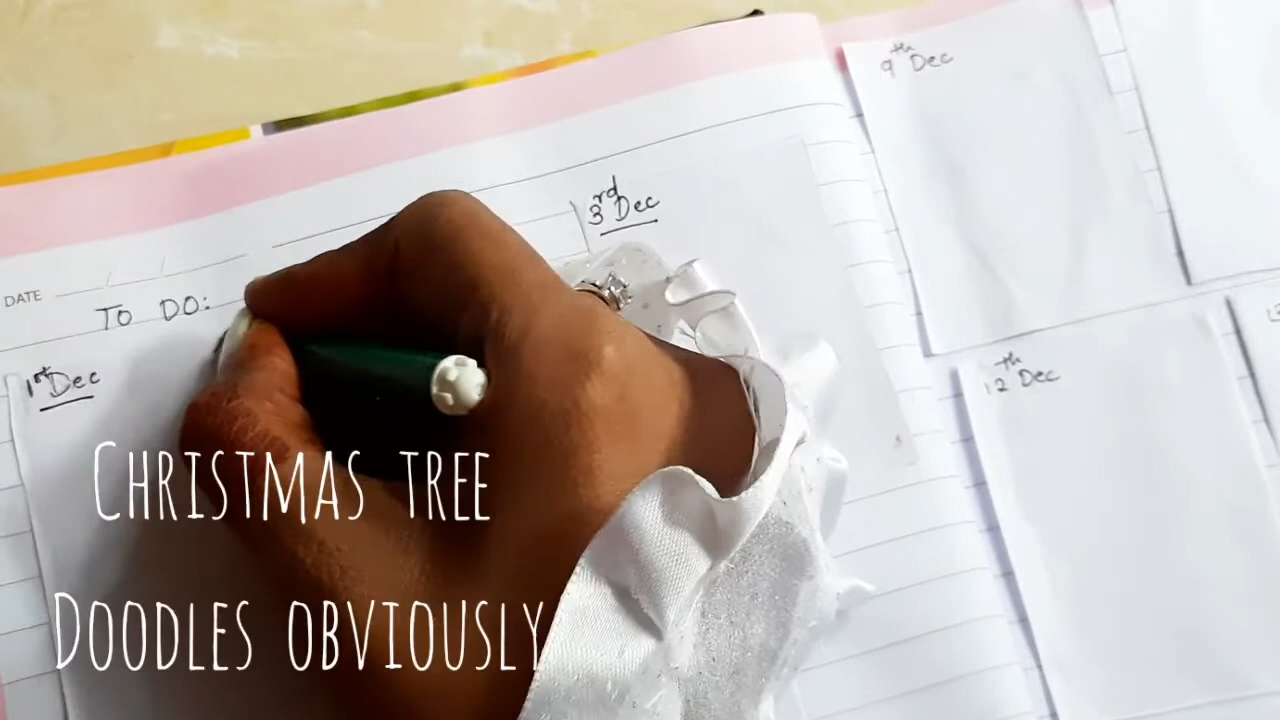 9th Dec
3rd Dec
DATE / /
TO DO:
1st Dec
12th Dec
CHRISTMAS TREE
DOODLES OBVIOUSLY